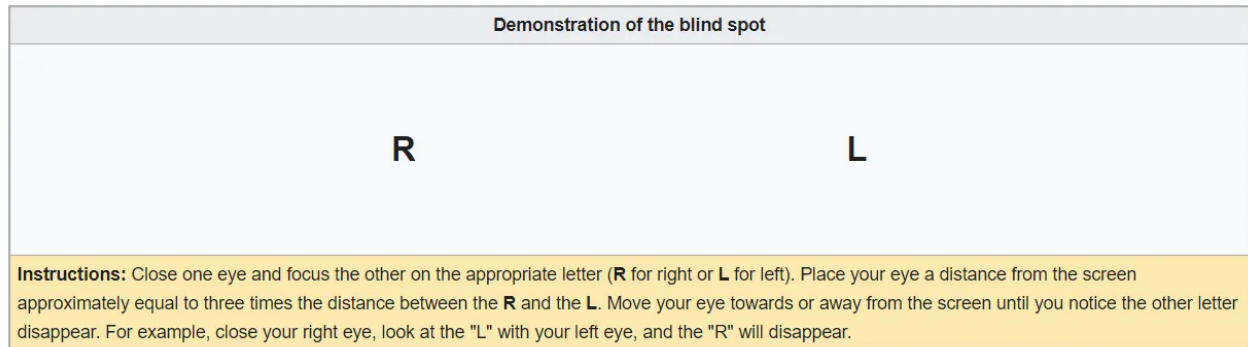 Demonstration of the blind spot
R L
Instructions: Close one eye and focus the other on the appropriate letter (R for right or L for left). Place your eye a distance from the screen
approximately equal to three times the distance between the R and the L. Move your eye towards or away from the screen until you notice the other letter
disappear. For example, close your right eye, look at the "L" with your left eye, and the "R" will disappear.